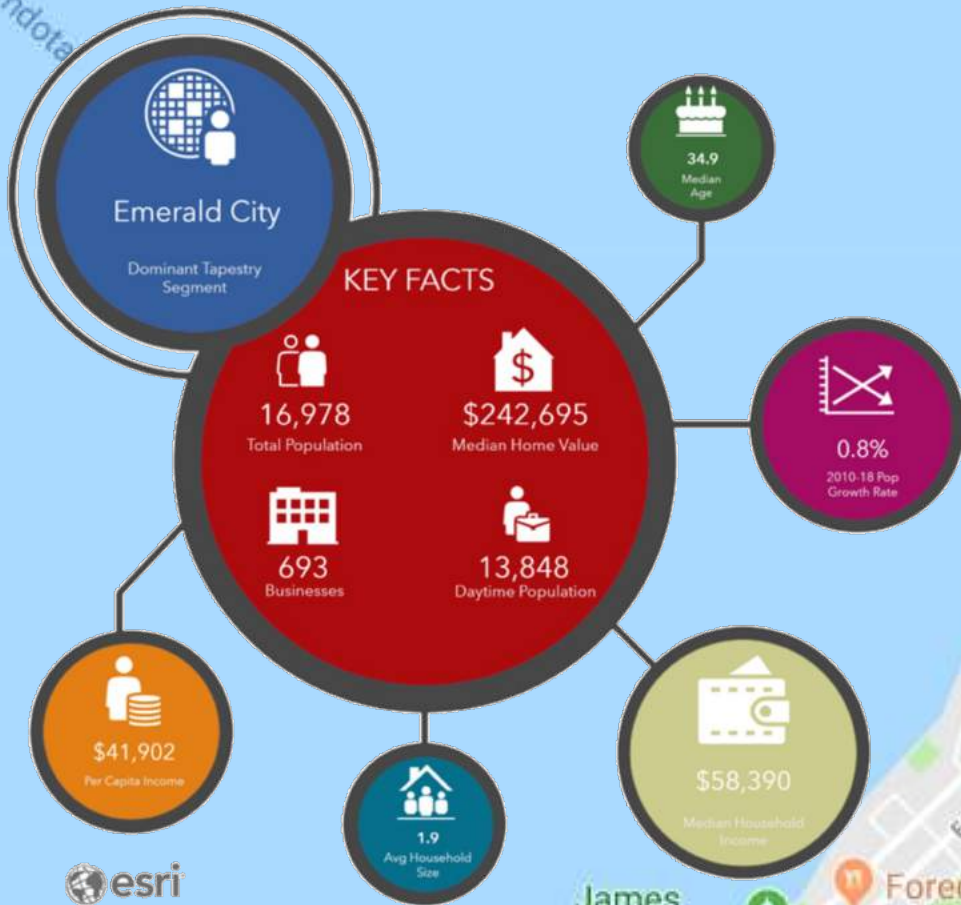 Emerald City
Dominant Tapestry
Segment
KEY FACTS
16,978
Total Population
$242,695
Median Home Value
693
Businesses
13,848
Daytime Population
34.9
Median
Age
0.8%
2010-18 Pop
Growth Rate
$41,902
Per Capita Income
1.9
Avg Household
Size
$58,390
Median Household
Income
esri
James